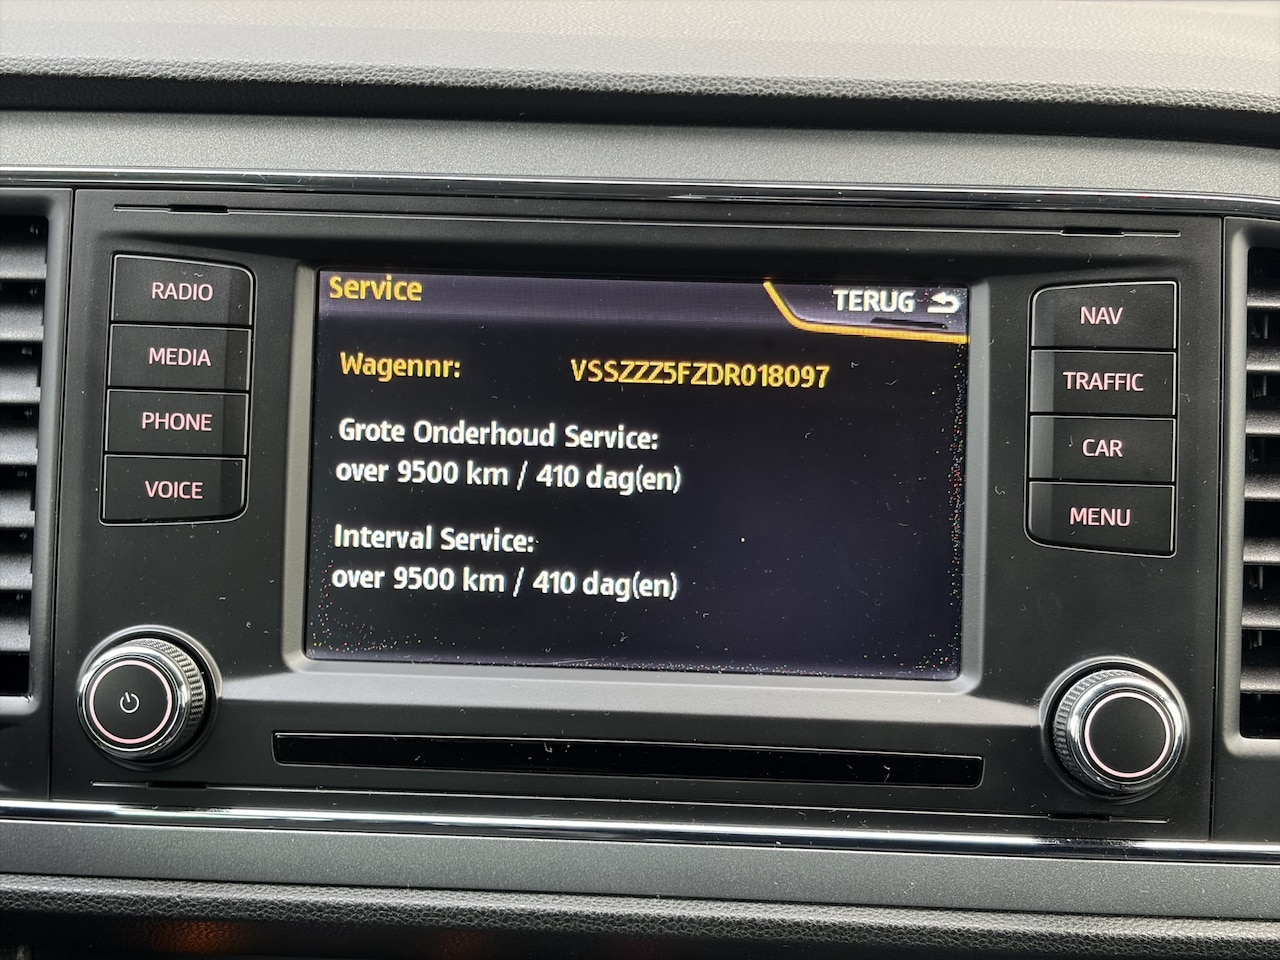 RADIO
MEDIA
PHONE
VOICE
Service
TERUG
Wagennr: VSSZZZ5FZDR018097
Grote Onderhoud Service:
over 9500 km / 410 dag(en)
Interval Service:
over 9500 km / 410 dag(en)
NAV
TRAFFIC
CAR
MENU